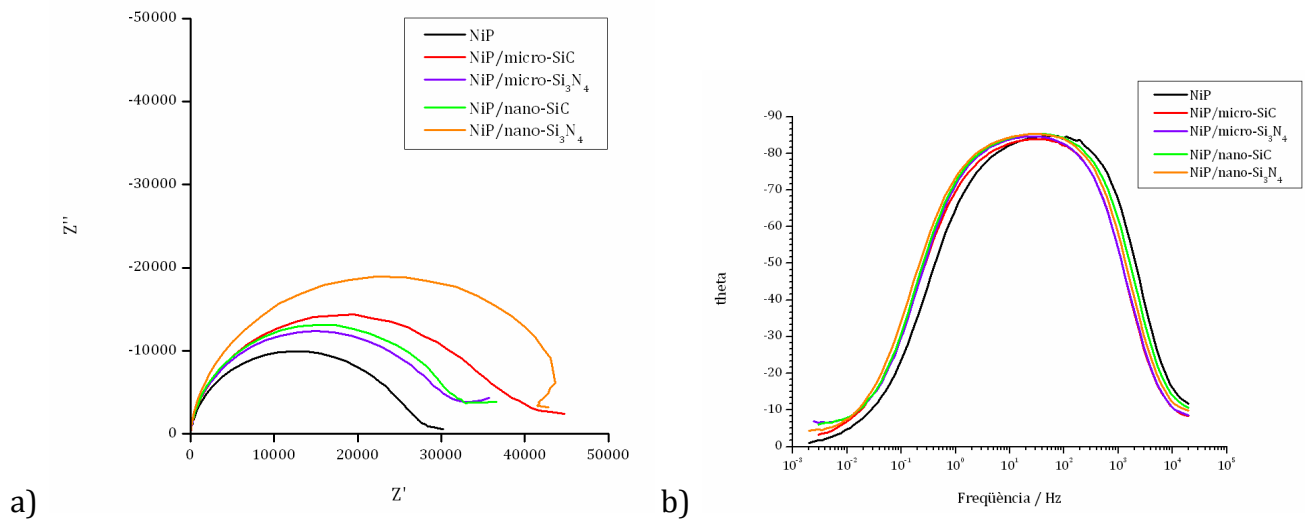 -50000
-40000
-30000
-20000
-10000
0
Z''
0 10000 20000 30000 40000 50000
Z'
NiP
NiP/micro-SiC
NiP/micro-Si₃N₄
NiP/nano-SiC
NiP/nano-Si₃N₄
a)
-90
-80
-70
-60
-50
-40
-30
-20
-10
0
theta
10⁻³ 10⁻² 10⁻¹ 10⁰ 10¹ 10² 10³ 10⁴ 10⁵
Freqüència / Hz
NiP
NiP/micro-SiC
NiP/micro-Si₃N₄
NiP/nano-SiC
NiP/nano-Si₃N₄
b)